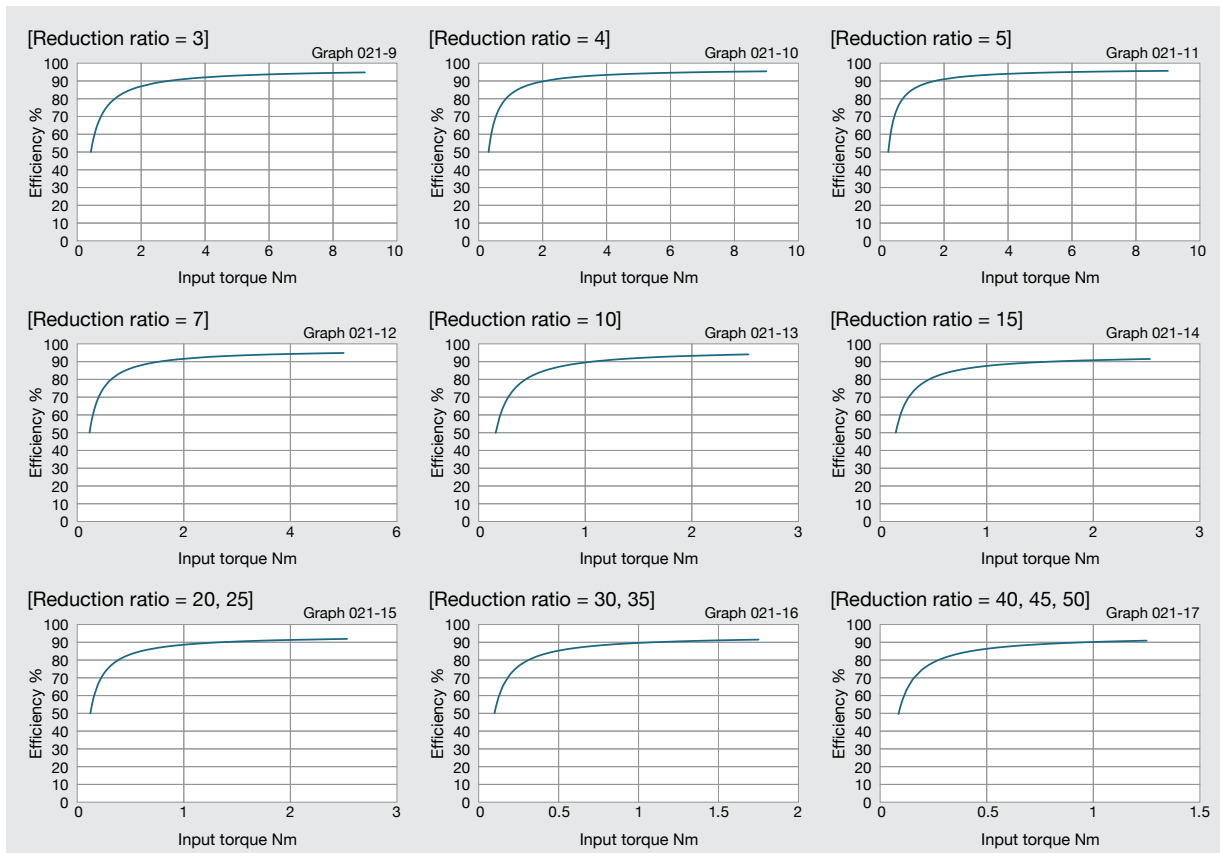 [Reduction ratio = 3]
Graph 021-9
Efficiency %
100
90
80
70
60
50
40
30
20
10
0
0 2 4 6 8 10
Input torque Nm
[Reduction ratio = 4]
Graph 021-10
Efficiency %
100
90
80
70
60
50
40
30
20
10
0
0 2 4 6 8 10
Input torque Nm
[Reduction ratio = 5]
Graph 021-11
Efficiency %
100
90
80
70
60
50
40
30
20
10
0
0 2 4 6 8 10
Input torque Nm
[Reduction ratio = 7]
Graph 021-12
Efficiency %
100
90
80
70
60
50
40
30
20
10
0
0 2 4 6
Input torque Nm
[Reduction ratio = 10]
Graph 021-13
Efficiency %
100
90
80
70
60
50
40
30
20
10
0
0 1 2 3
Input torque Nm
[Reduction ratio = 15]
Graph 021-14
Efficiency %
100
90
80
70
60
50
40
30
20
10
0
0 1 2 3
Input torque Nm
[Reduction ratio = 20, 25]
Graph 021-15
Efficiency %
100
90
80
70
60
50
40
30
20
10
0
0 1 2 3
Input torque Nm
[Reduction ratio = 30, 35]
Graph 021-16
Efficiency %
100
90
80
70
60
50
40
30
20
10
0
0 0.5 1 1.5 2
Input torque Nm
[Reduction ratio = 40, 45, 50]
Graph 021-17
Efficiency %
100
90
80
70
60
50
40
30
20
10
0
0 0.5 1 1.5
Input torque Nm